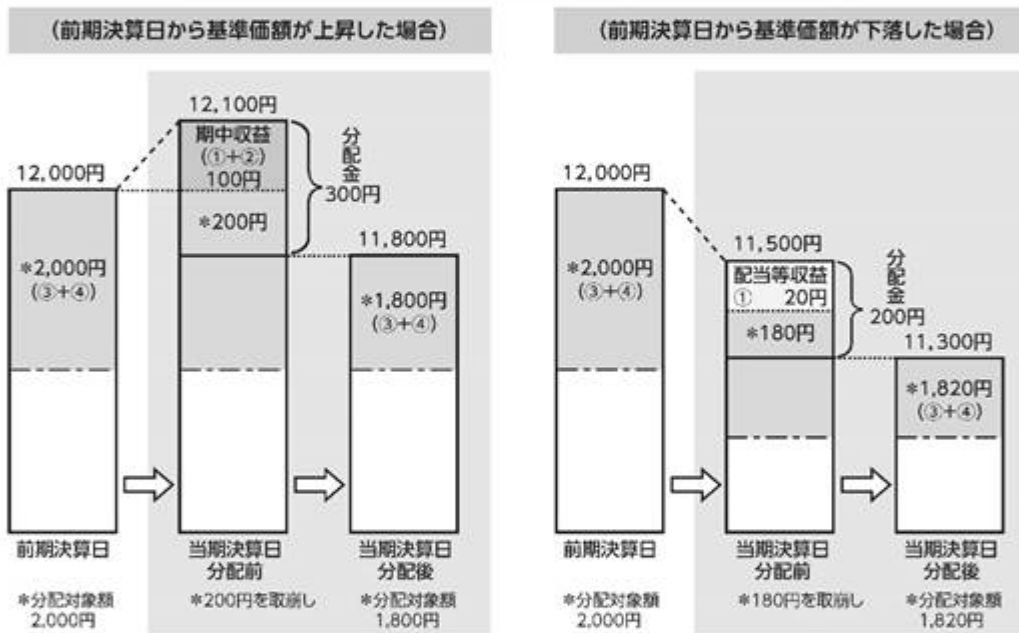 (前期決算日から基準価額が上昇した場合)
12,100円
期中収益
(①+②)
100円
分配金
300円
12,000円
*200円
11,800円
*2,000円
(③+④)
*1,800円
(③+④)
前期決算日
当期決算日
分配前
当期決算日
分配後
*分配対象額
2,000円
*200円を取崩し
*分配対象額
1,800円
(前期決算日から基準価額が下落した場合)
12,000円
11,500円
配当等収益
① 20円
分配金
200円
*2,000円
(③+④)
*180円
11,300円
*1,820円
(③+④)
前期決算日
当期決算日
分配前
当期決算日
分配後
*分配対象額
2,000円
*180円を取崩し
*分配対象額
1,820円